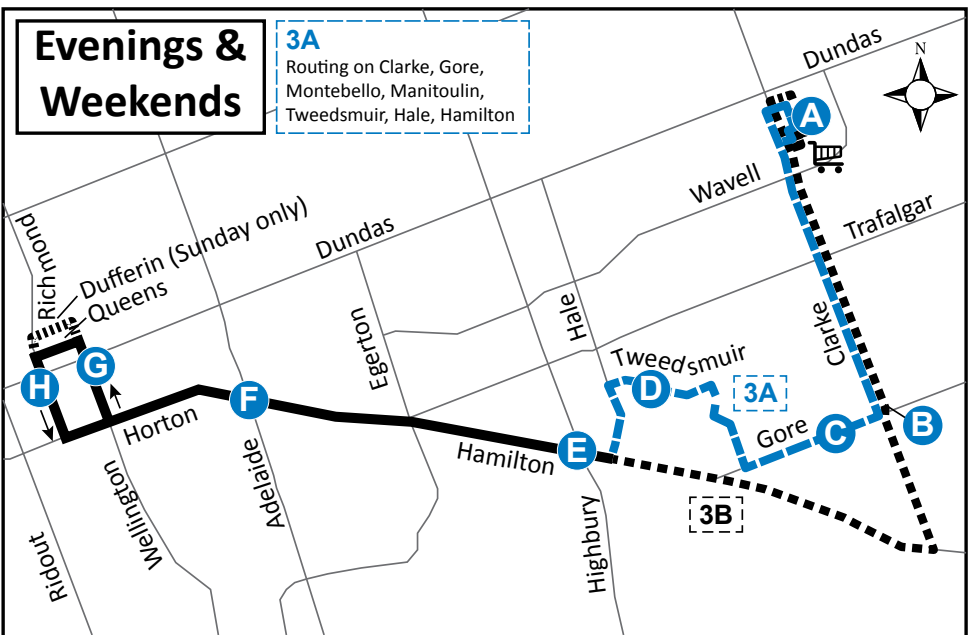 Evenings &
Weekends
3A
Routing on Clarke, Gore,
Montebello, Manitoulin,
Tweedsmuir, Hale, Hamilton
Dundas
N
A
Wavell
Trafalgar
Richmond
Dufferin (Sunday only)
Queens
Dundas
Egerton
Hale
Clarke
Tweedsmuir
H
G
F
D
3A
Horton
Gore
C
B
E
Hamilton
3B
Ridout
Wellington
Adelaide
Highbury